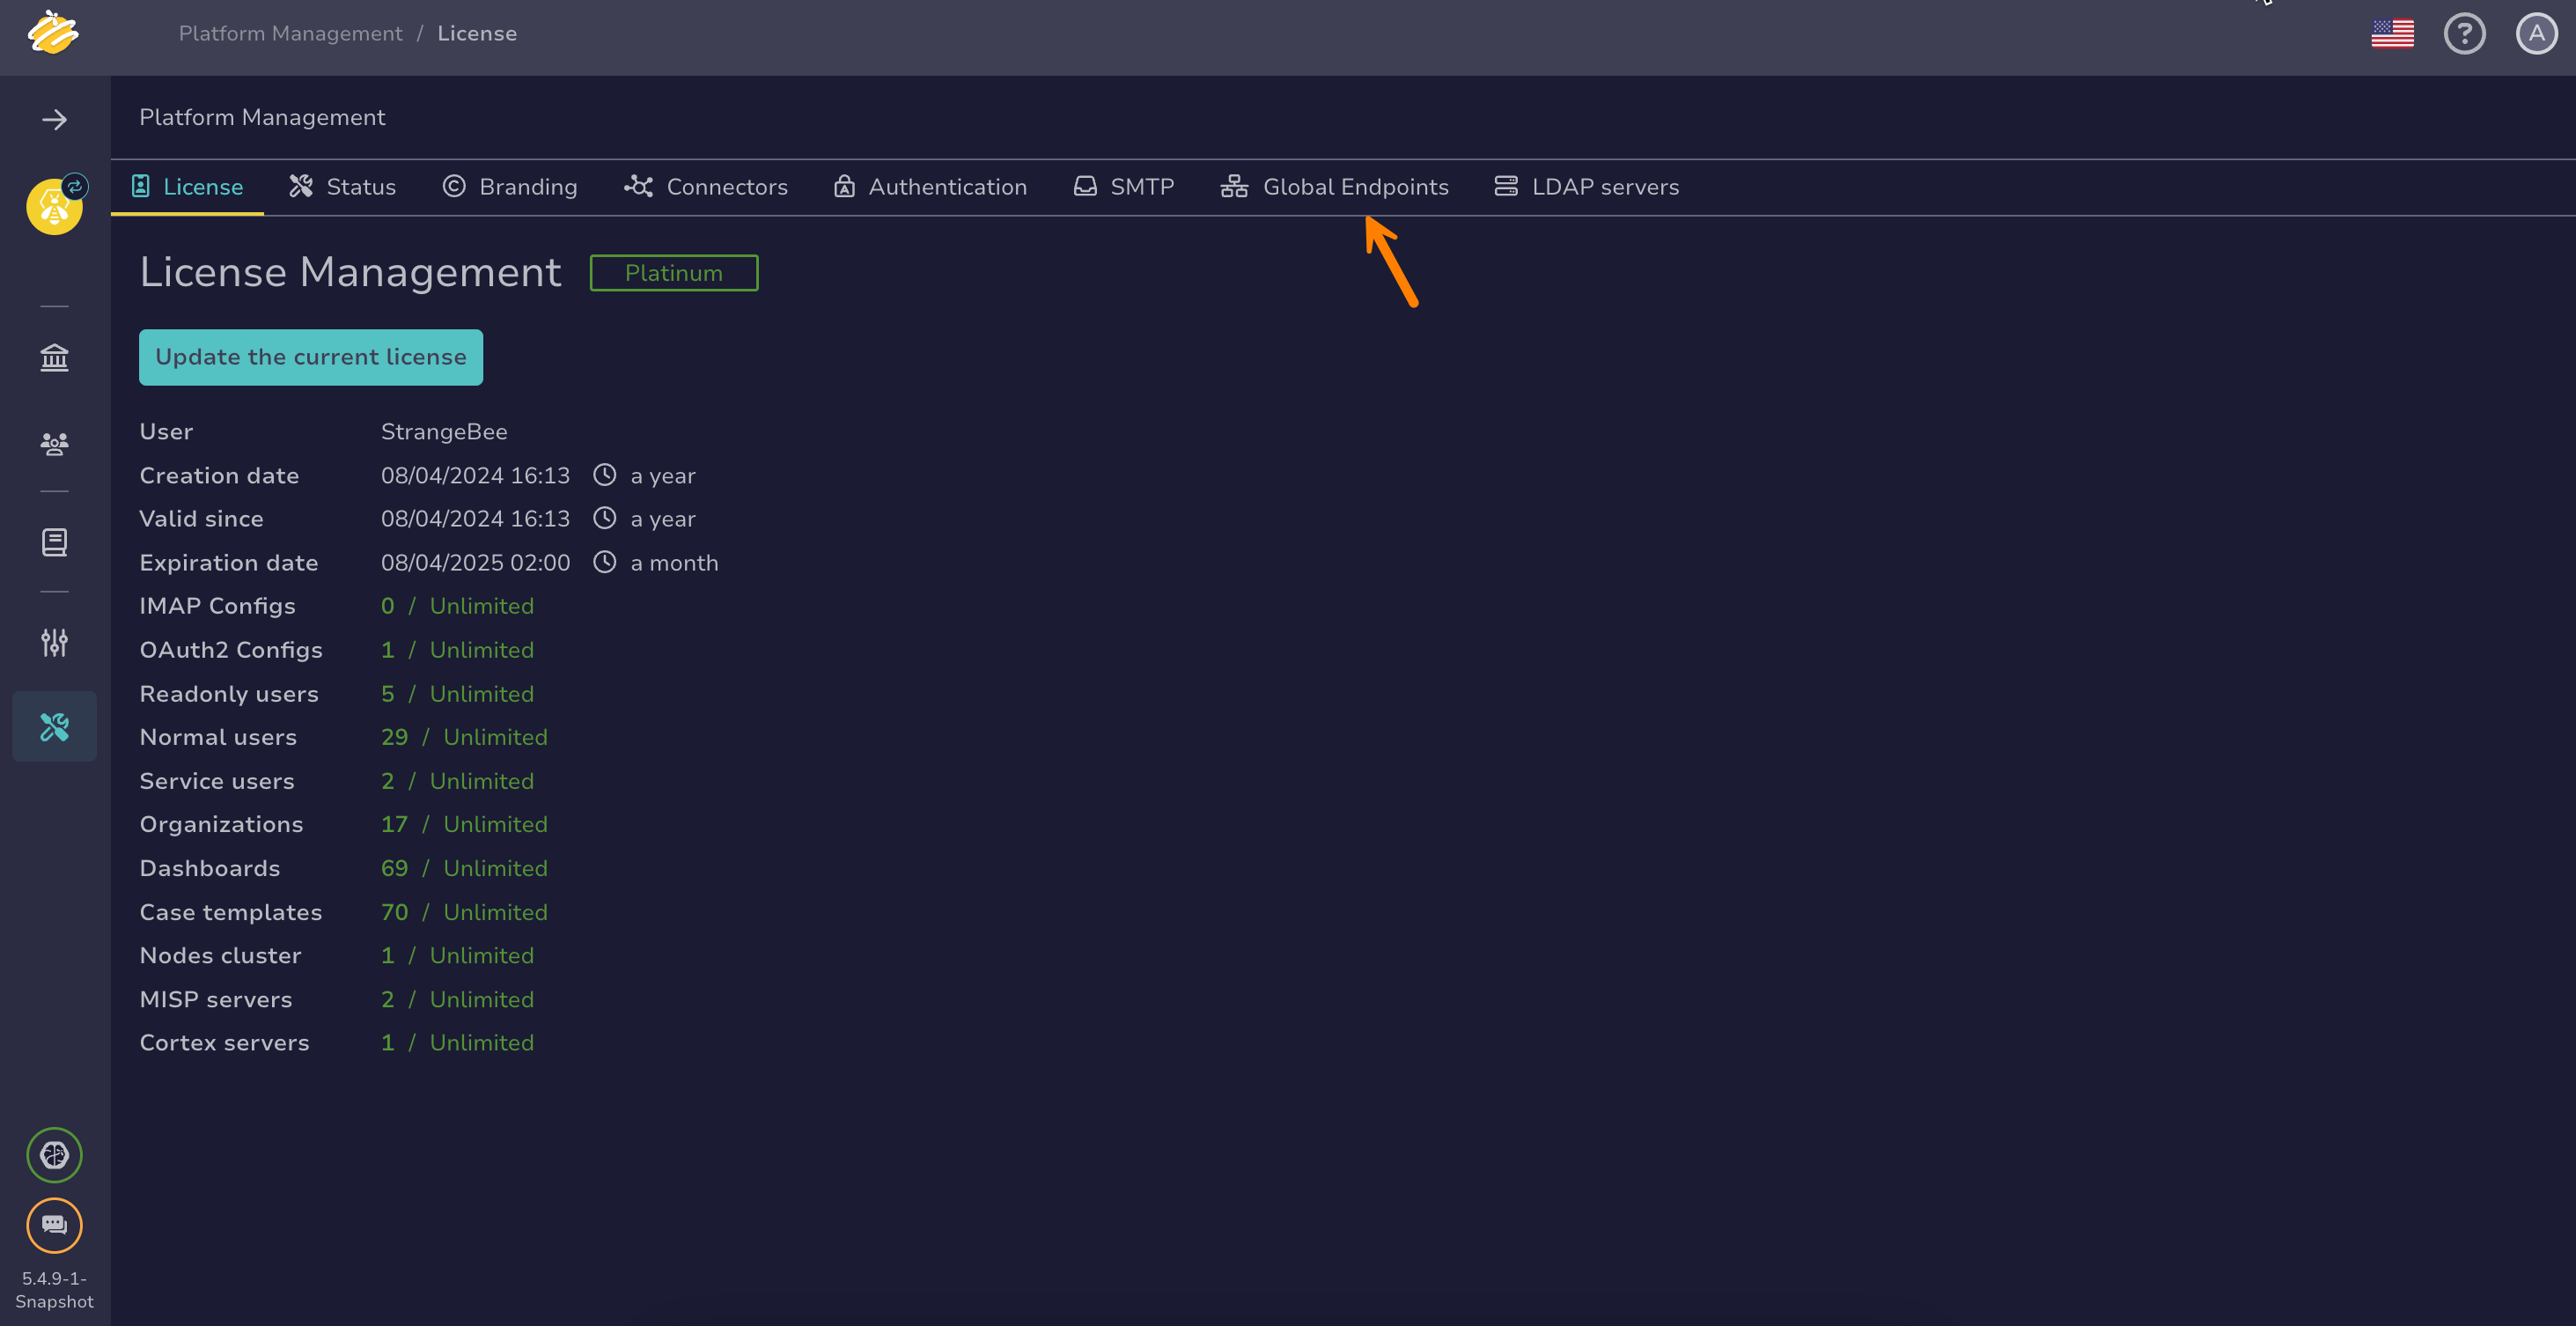 Platform Management / License
A
Platform Management
License Status Branding Connectors Authentication SMTP Global Endpoints LDAP servers
License Management Platinum
Update the current license
User StrangeBee
Creation date 08/04/2024 16:13 a year
Valid since 08/04/2024 16:13 a year
Expiration date 08/04/2025 02:00 a month
IMAP Configs 0 / Unlimited
OAuth2 Configs 1 / Unlimited
Readonly users 5 / Unlimited
Normal users 29 / Unlimited
Service users 2 / Unlimited
Organizations 17 / Unlimited
Dashboards 69 / Unlimited
Case templates 70 / Unlimited
Nodes cluster 1 / Unlimited
MISP servers 2 / Unlimited
Cortex servers 1 / Unlimited
5.4.9-1-
Snapshot